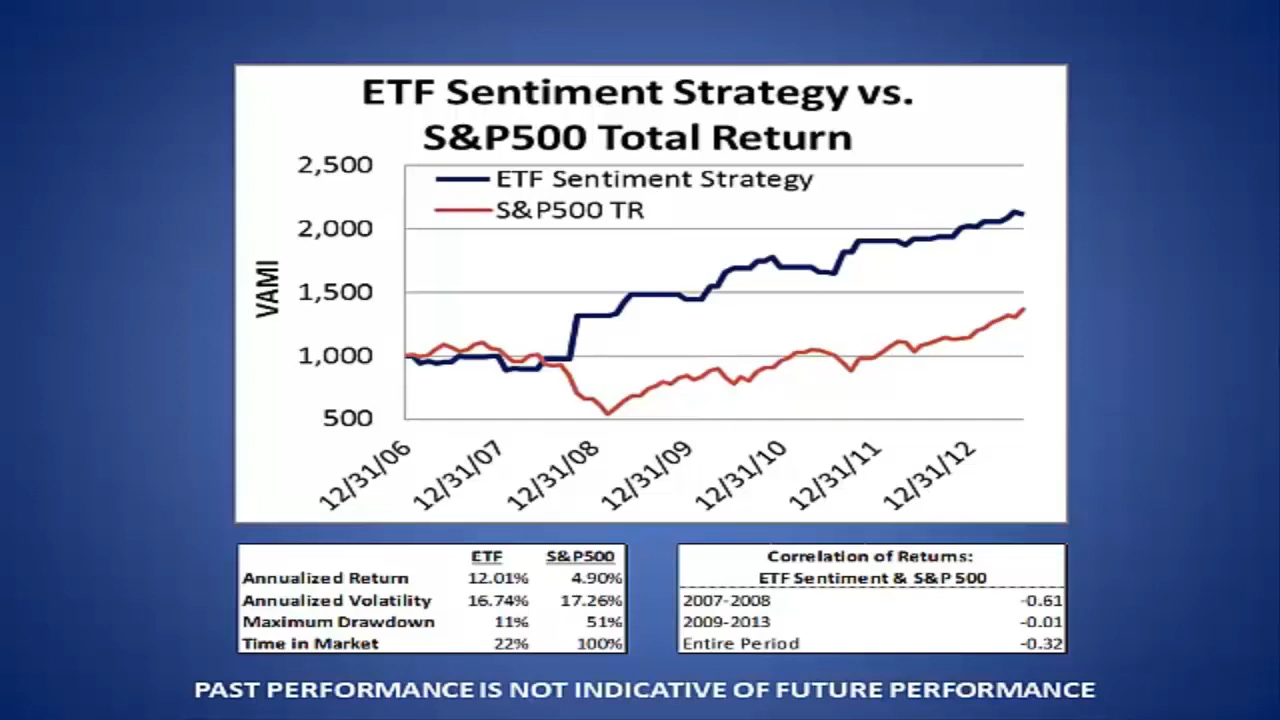 ETF Sentiment Strategy vs.
S&P500 Total Return
2,500
2,000
1,500
1,000
500
VAMI
ETF Sentiment Strategy
S&P500 TR
12/31/06
12/31/07
12/31/08
12/31/09
12/31/10
12/31/11
12/31/12
ETF S&P500
Annualized Return 12.01% 4.90%
Annualized Volatility 16.74% 17.26%
Maximum Drawdown 11% 51%
Time in Market 22% 100%
Correlation of Returns:
ETF Sentiment & S&P 500
2007-2008 -0.61
2009-2013 -0.01
Entire Period -0.32
PAST PERFORMANCE IS NOT INDICATIVE OF FUTURE PERFORMANCE